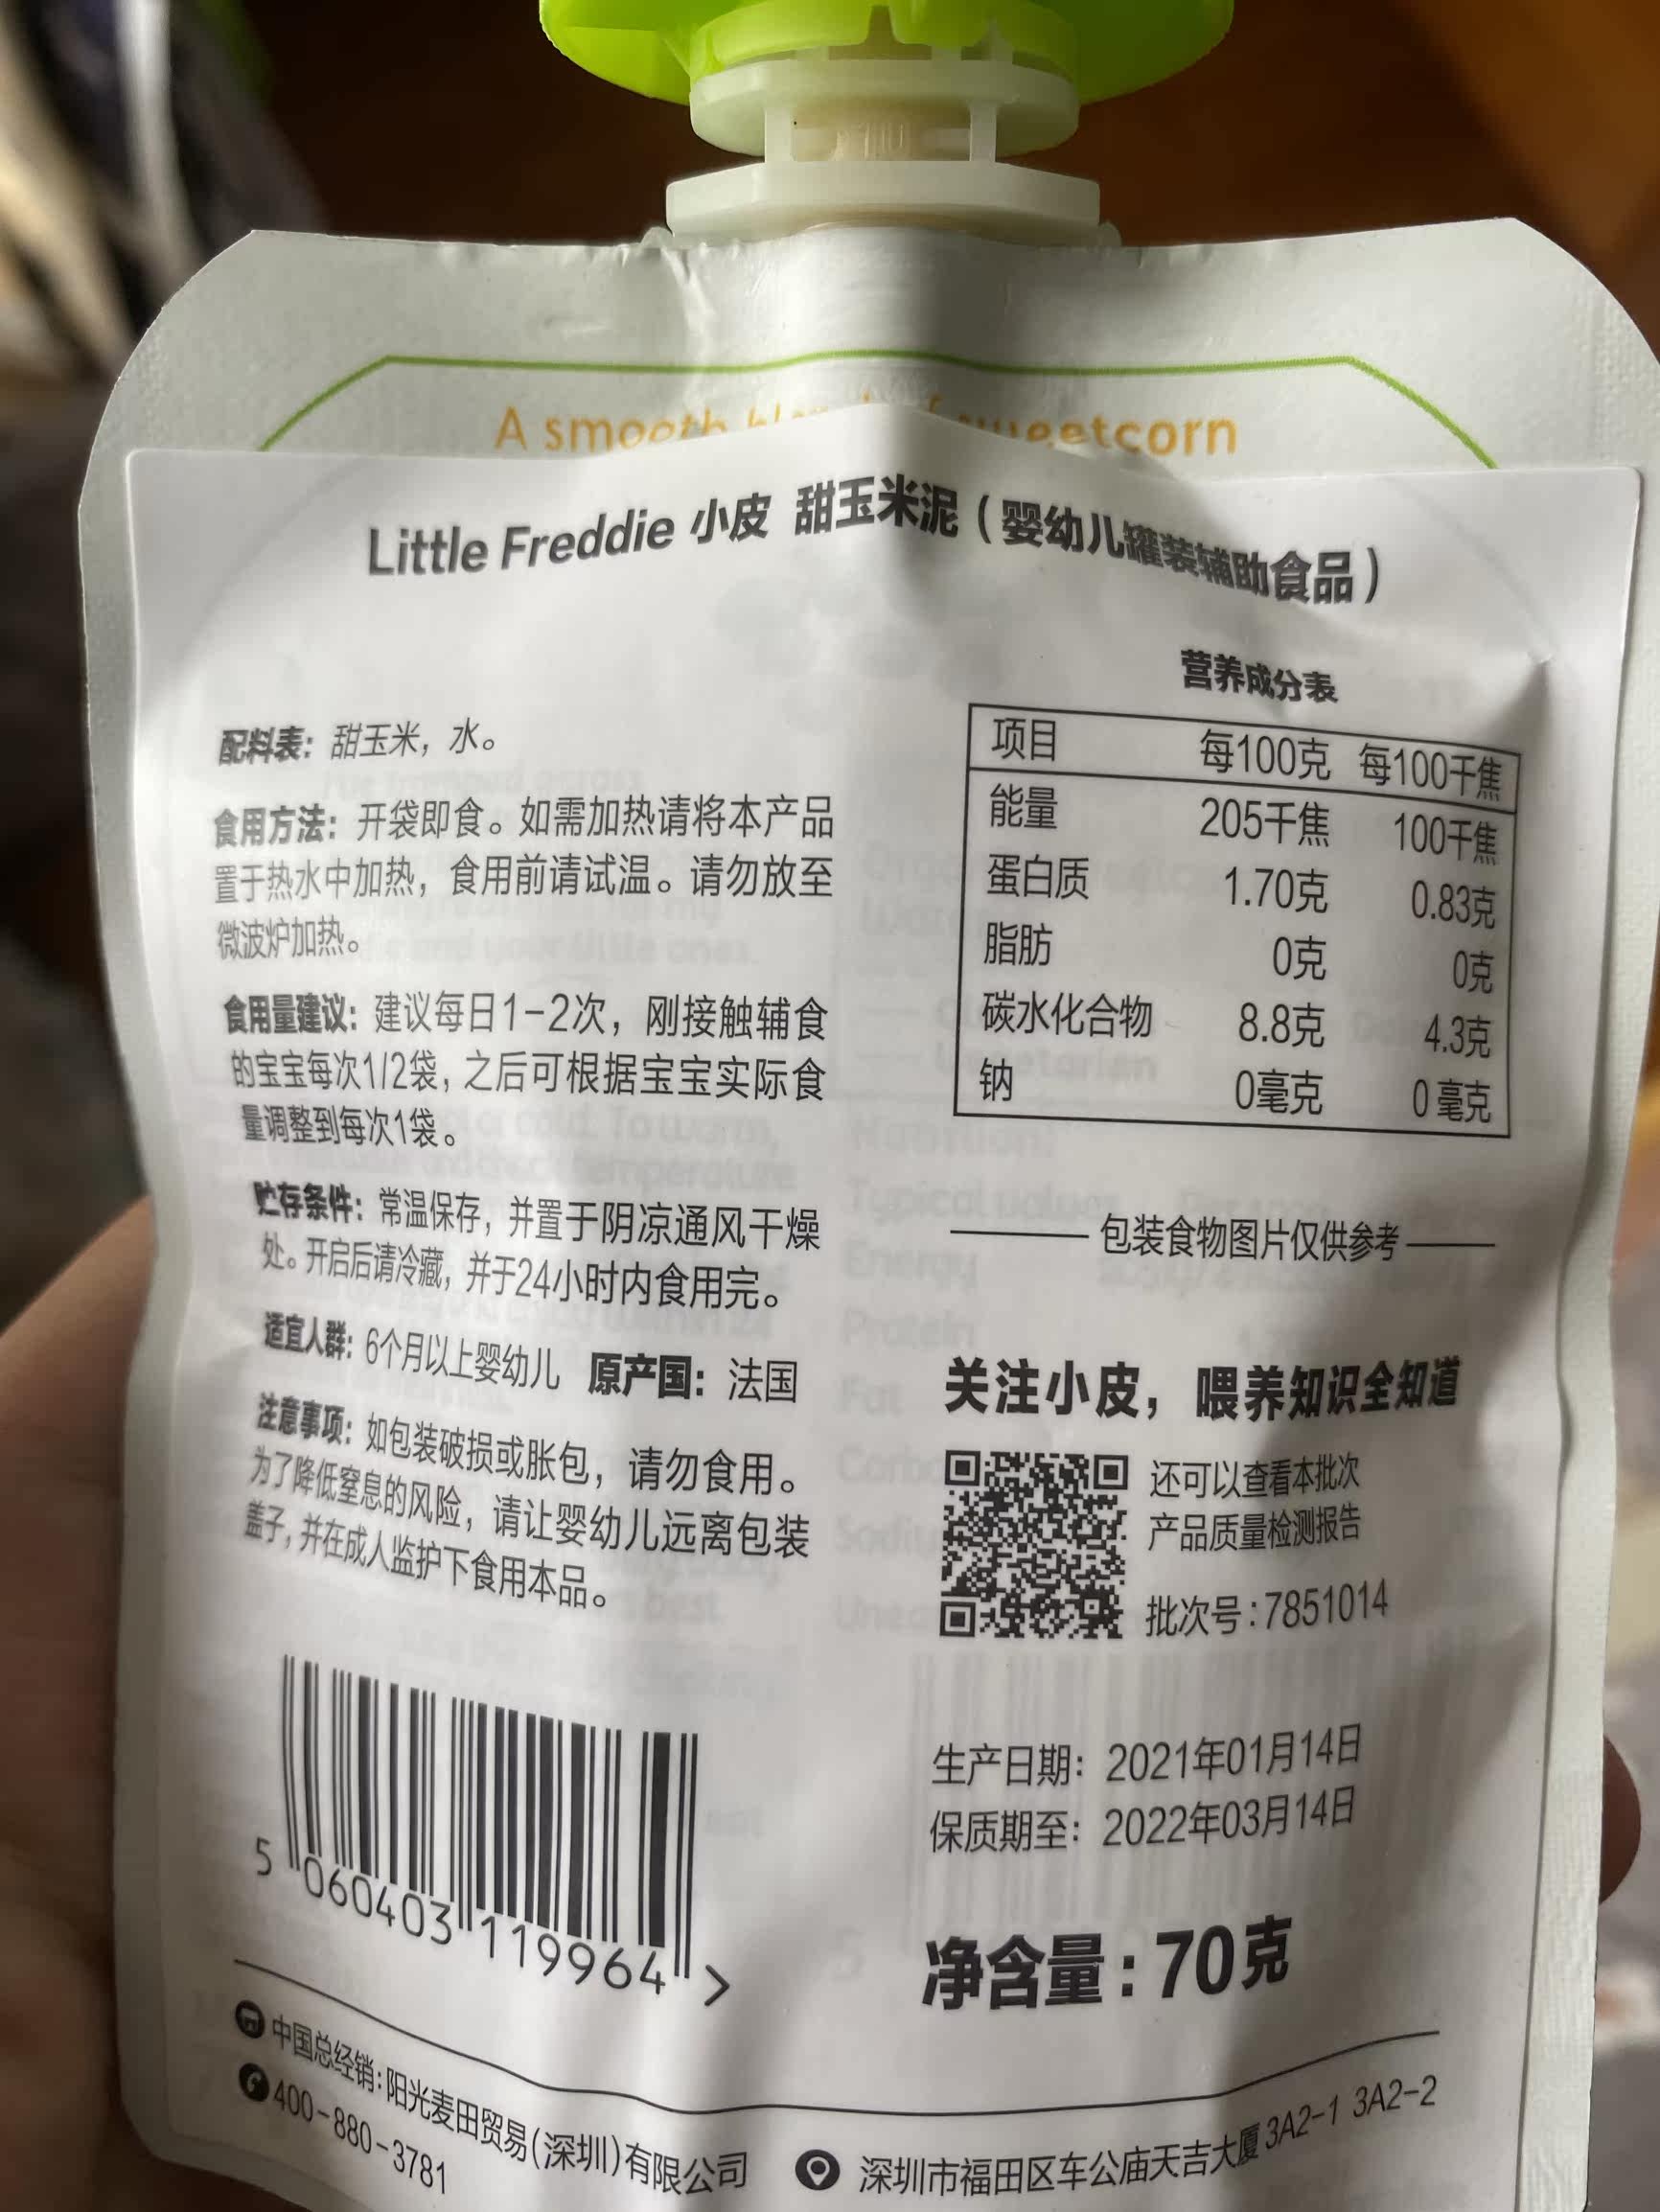 A smooth sweetcorn
Little Freddie 小皮 甜玉米泥（婴幼儿罐装辅助食品）
配料表：甜玉米，水。
食用方法：开袋即食。如需加热请将本产品
置于热水中加热，食用前请试温。请勿放至
微波炉加热。
食用量建议：建议每日1-2次，刚接触辅食
的宝宝每次1/2袋，之后可根据宝宝实际食
量调整到每次1袋。
贮存条件：常温保存，并置于阴凉通风干燥
处。开启后请冷藏，并于24小时内食用完。
适宜人群：6个月以上婴幼儿 原产国：法国
注意事项：如包装破损或胀包，请勿食用。
为了降低窒息的风险，请让婴幼儿远离包装
盖子，并在成人监护下食用本品。
5 060403 119964 >
营养成分表
项目 每100克 每100千焦
能量 205千焦 100千焦
蛋白质 1.70克 0.83克
脂肪 0克 0克
碳水化合物 8.8克 4.3克
钠 0毫克 0毫克
包装食物图片仅供参考
关注小皮，喂养知识全知道
还可以查看本批次
产品质量检测报告
批次号：7851014
生产日期：2021年01月14日
保质期至：2022年03月14日
净含量：70克
中国总经销：阳光麦田贸易（深圳）有限公司
400-880-3781
深圳市福田区车公庙天吉大厦3A2-1 3A2-2